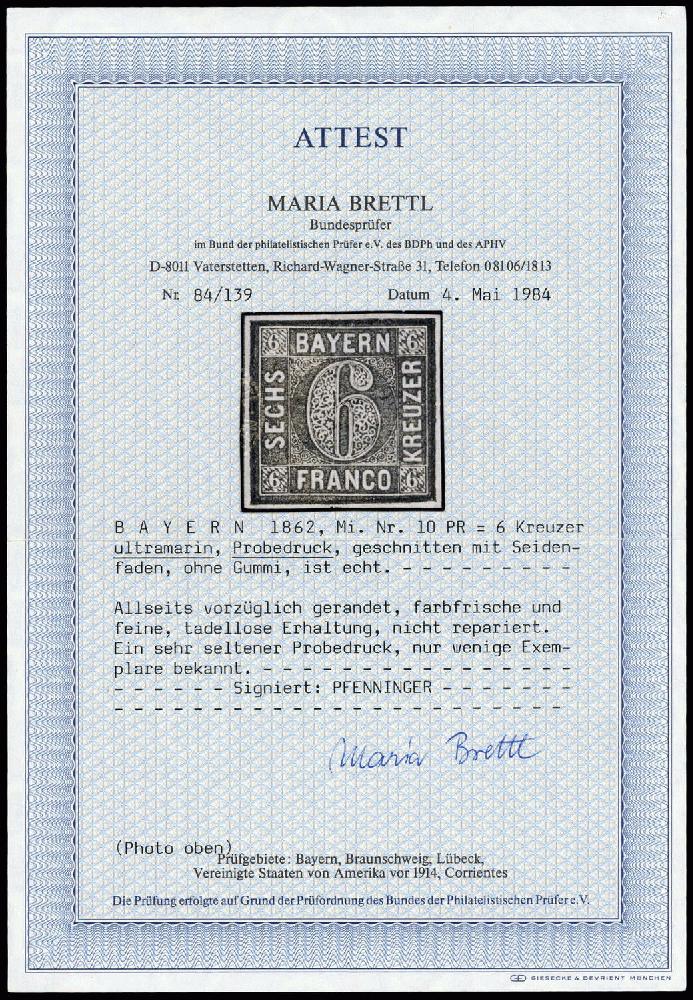 ATTEST
MARIA BRETTL
Bundesprüfer
im Bund der philatelistischen Prüfer e.V. des BDPh und des APHV
D-8011 Vaterstetten, Richard-Wagner-Straße 31, Telefon 08106/1813
Nr. 84/139 Datum 4. Mai 1984
6 BAYERN 6
SECHS 6 KREUZER
6 FRANCO 6
B A Y E R N 1862, Mi. Nr. 10 PR = 6 Kreuzer
ultramarin, Probedruck, geschnitten mit Seiden-
faden, ohne Gummi, ist echt. - - - - - - - - - -
Allseits vorzüglich gerandet, farbfrische und
feine, tadellose Erhaltung, nicht repariert.
Ein sehr seltener Probedruck, nur wenige Exem-
plare bekannt. - - - - - - - - - - - - - - - - - - -
- - - - - - - Signiert: PFENNINGER - - - - - - - -
- - - - - - - - - - - - - - - - - - - - - - - - - - -
Maria Brettl
(Photo oben)
Prüfgebiete: Bayern, Braunschweig, Lübeck,
Vereinigte Staaten von Amerika vor 1914, Corrientes
Die Prüfung erfolgte auf Grund der Prüfordnung des Bundes der Philatelistischen Prüfer e.V.
GD GIESECKE & DEVRIENT MÜNCHEN